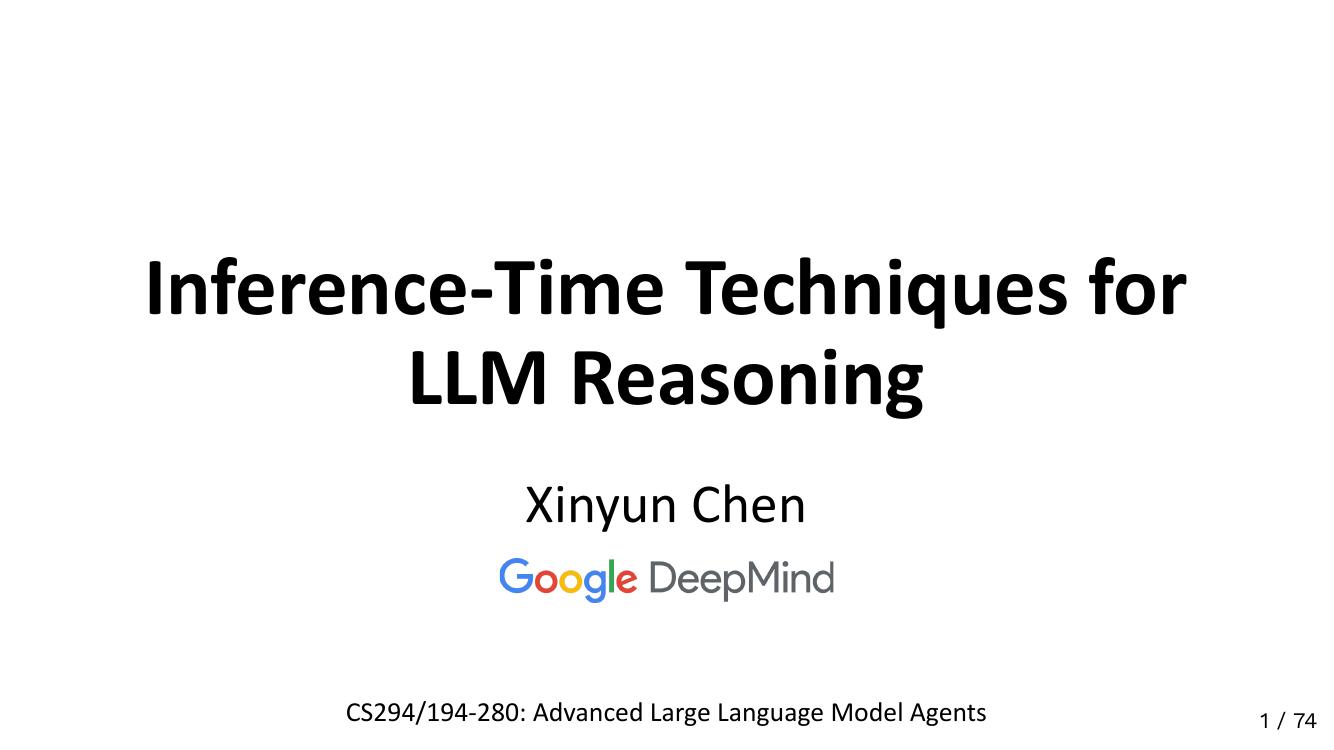 Inference-Time Techniques for
LLM Reasoning
Xinyun Chen
Google DeepMind
CS294/194-280: Advanced Large Language Model Agents
1 / 74